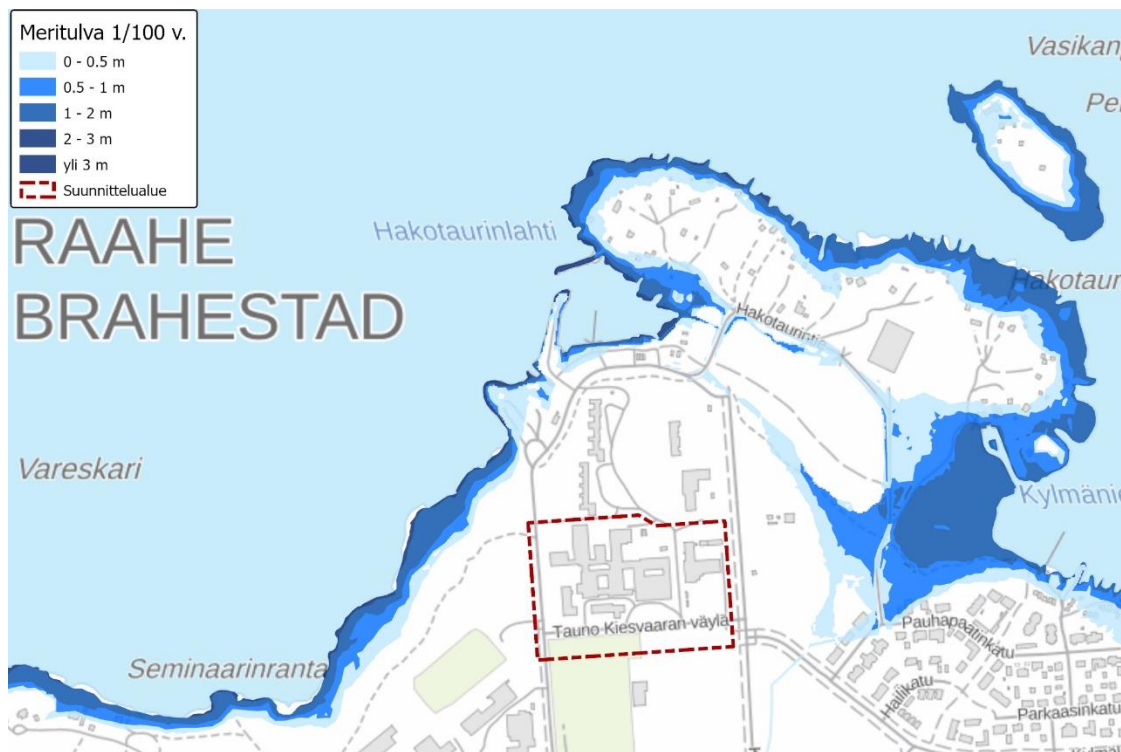 Meritulva 1/100 v.
0 - 0.5 m
0.5 - 1 m
1 - 2 m
2 - 3 m
yli 3 m
Suunnittelualue
RAAHE
BRAHESTAD
Hakotaurinlahti
Hakotaurintie
Vareskari
Seminaarinranta
Tauno Kiesvaaran väylä
Pauhapaatinkatu
Hailikatu
Parkaasinkatu